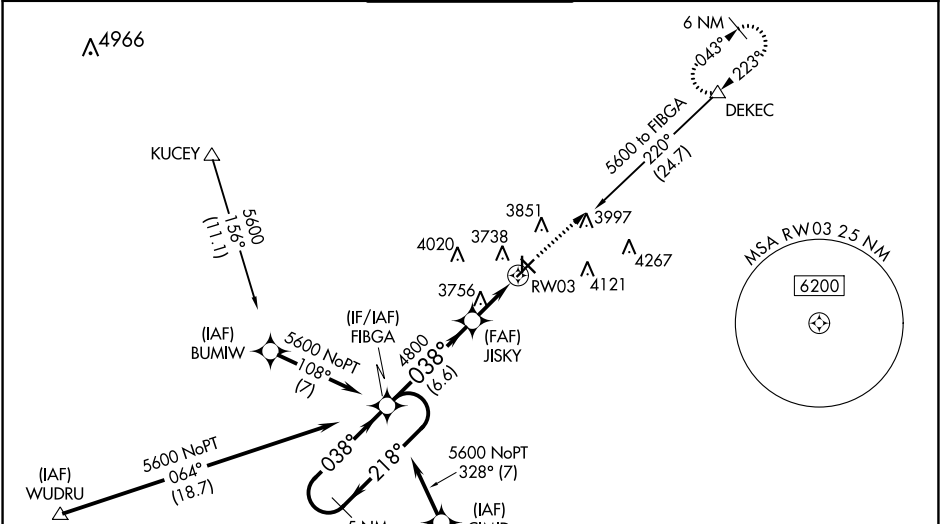 4966
6 NM
043°
223°
DEKEC
5600 to FIBGA
220°
(24.7)
KUCEY
5600
156°
(11.1)
3851
3997
4020
3738
4267
3756
RW03
4121
MSA RW03 25 NM
6200
(IF/IAF)
FIBGA
(FAF)
JISKY
(IAF)
BUMIW
5600 NoPT
108°
(7)
4800
038°
(6.6)
038°
218°
5600 NoPT
064°
(18.7)
5600 NoPT
328° (7)
(IAF)
WUDRU
(IAF)
5 NM